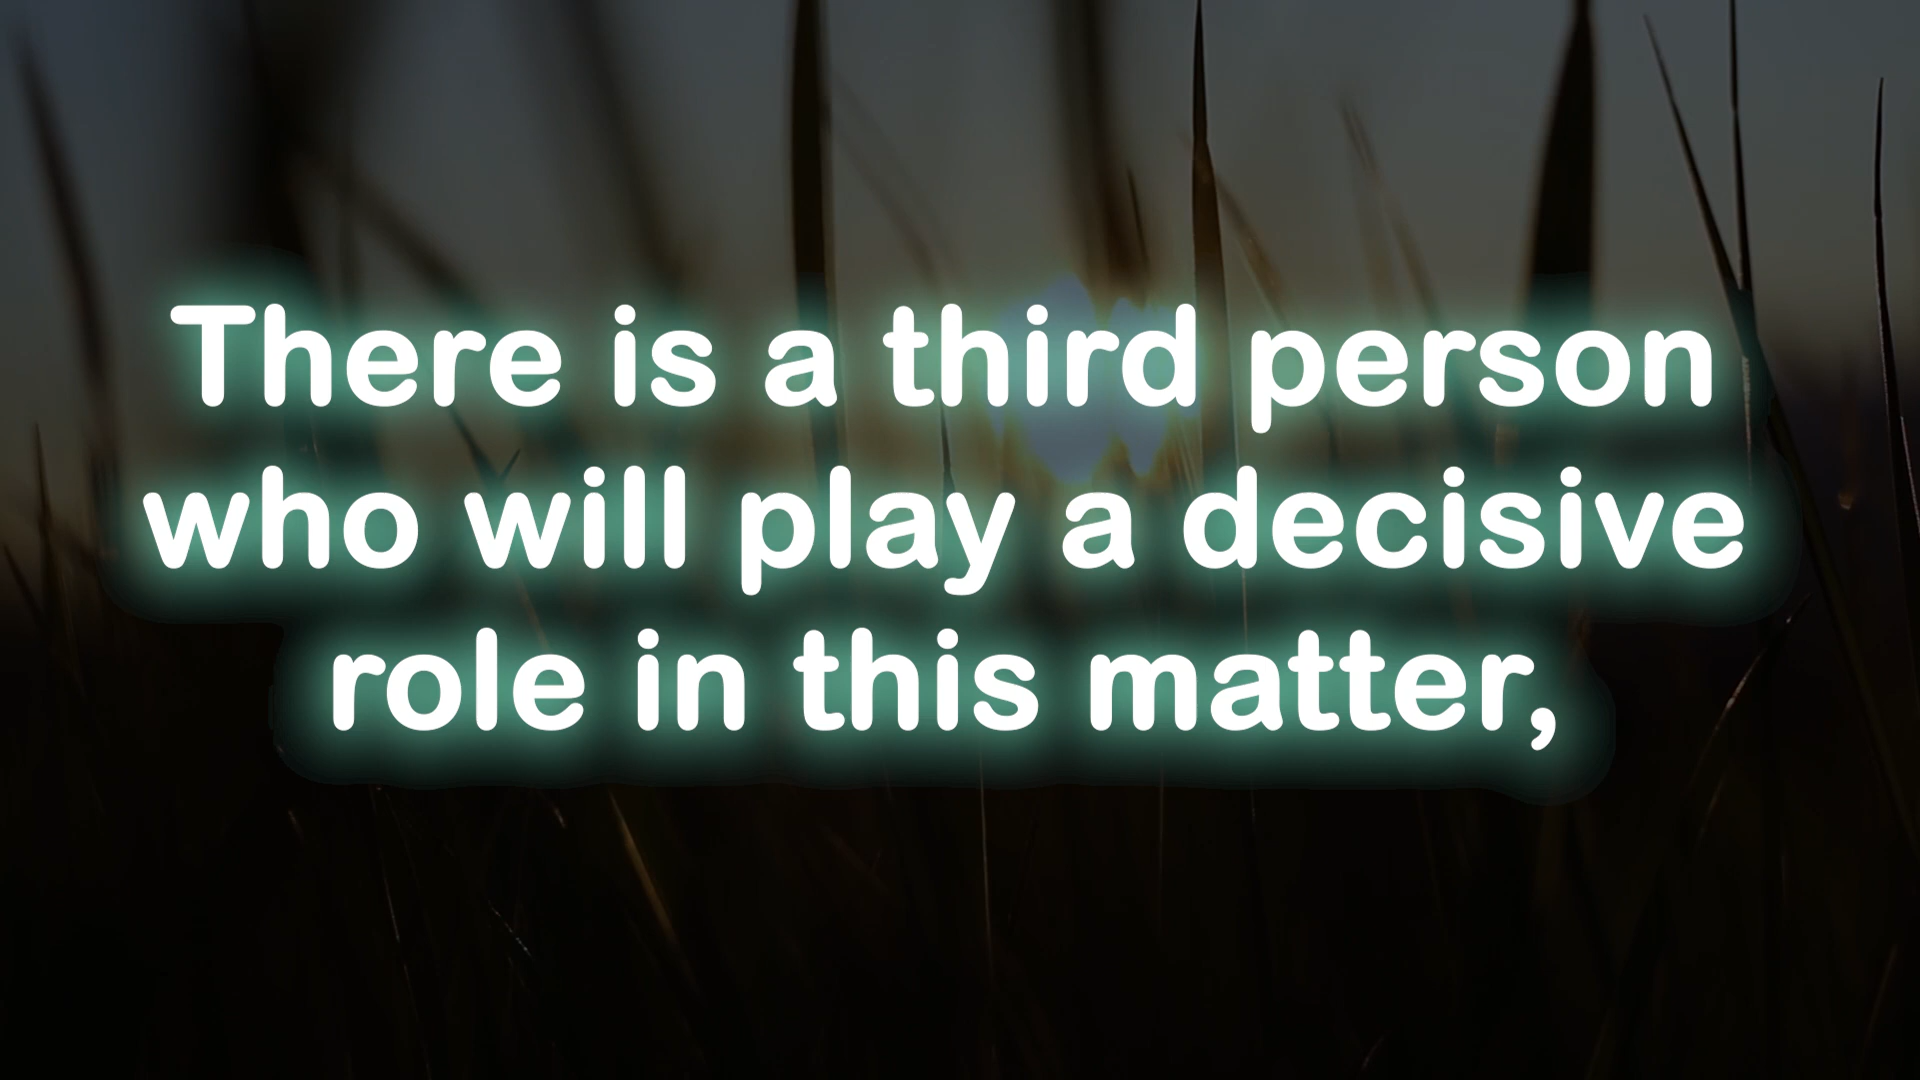 There is a third person
who will play a decisive
role in this matter,